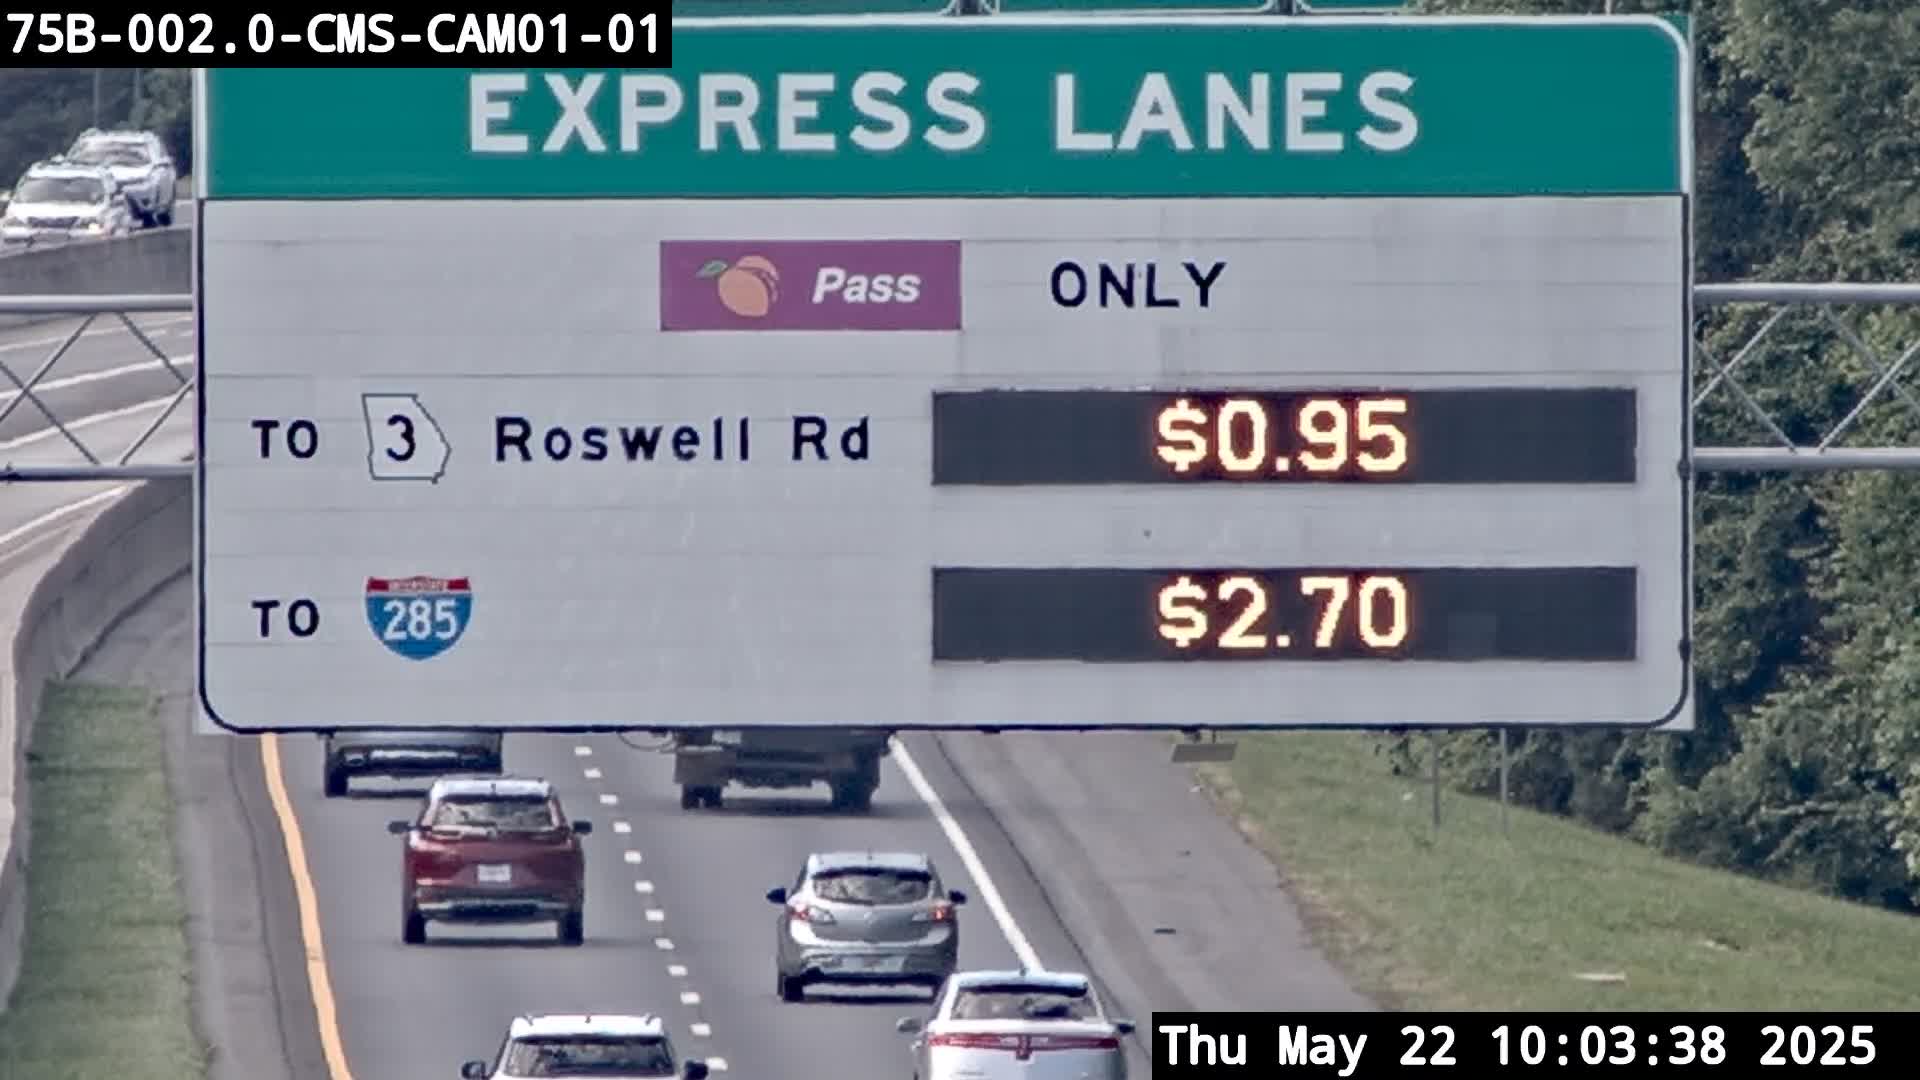 75B-002.0-CMS-CAM01-01
EXPRESS LANES
Pass ONLY
TO 3 Roswell Rd $0.95
INTERSTATE
TO 285 $2.70
Thu May 22 10:03:38 2025